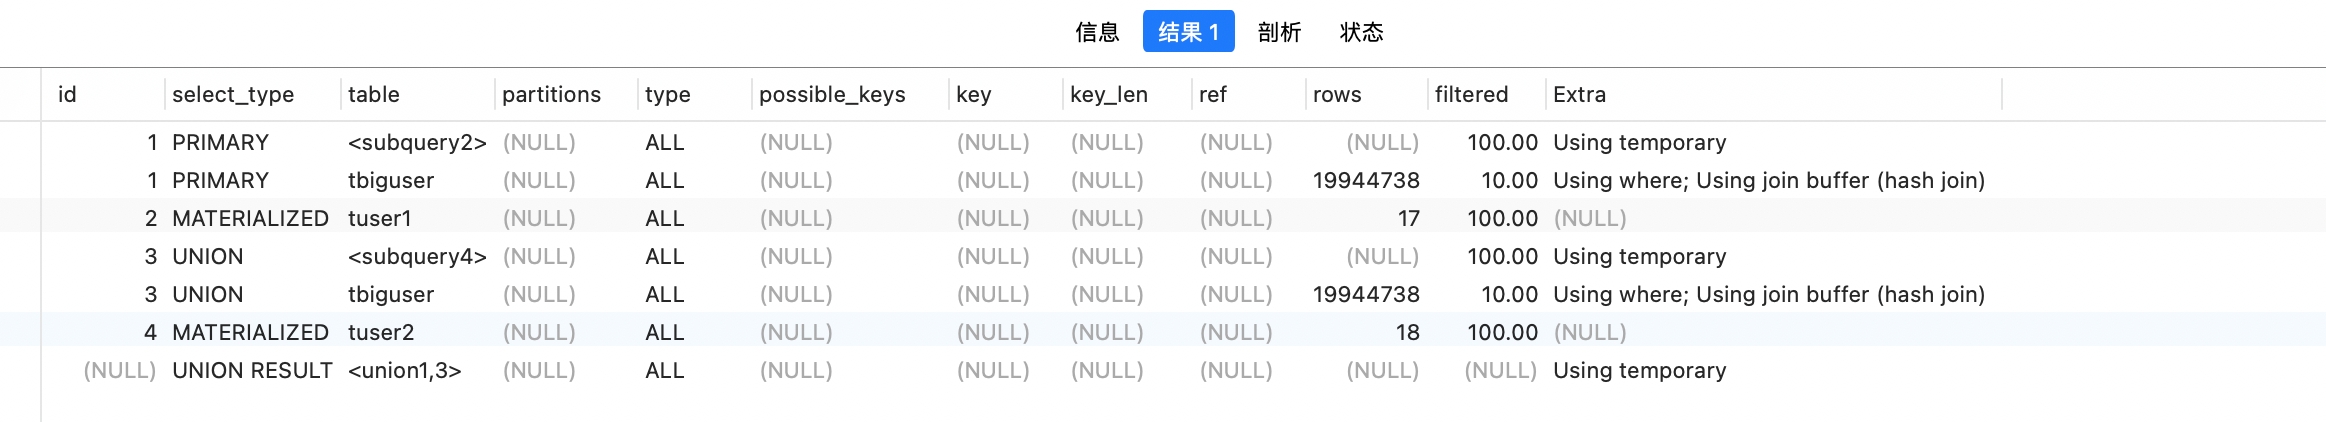 信息 结果 1 剖析 状态
id select_type table partitions type possible_keys key key_len ref rows filtered Extra
1 PRIMARY <subquery2> (NULL) ALL (NULL) (NULL) (NULL) (NULL) (NULL) 100.00 Using temporary
1 PRIMARY tbiguser (NULL) ALL (NULL) (NULL) (NULL) (NULL) 19944738 10.00 Using where; Using join buffer (hash join)
2 MATERIALIZED tuser1 (NULL) ALL (NULL) (NULL) (NULL) (NULL) 17 100.00 (NULL)
3 UNION <subquery4> (NULL) ALL (NULL) (NULL) (NULL) (NULL) (NULL) 100.00 Using temporary
3 UNION tbiguser (NULL) ALL (NULL) (NULL) (NULL) (NULL) 19944738 10.00 Using where; Using join buffer (hash join)
4 MATERIALIZED tuser2 (NULL) ALL (NULL) (NULL) (NULL) (NULL) 18 100.00 (NULL)
(NULL) UNION RESULT <union1,3> (NULL) ALL (NULL) (NULL) (NULL) (NULL) (NULL) (NULL) Using temporary